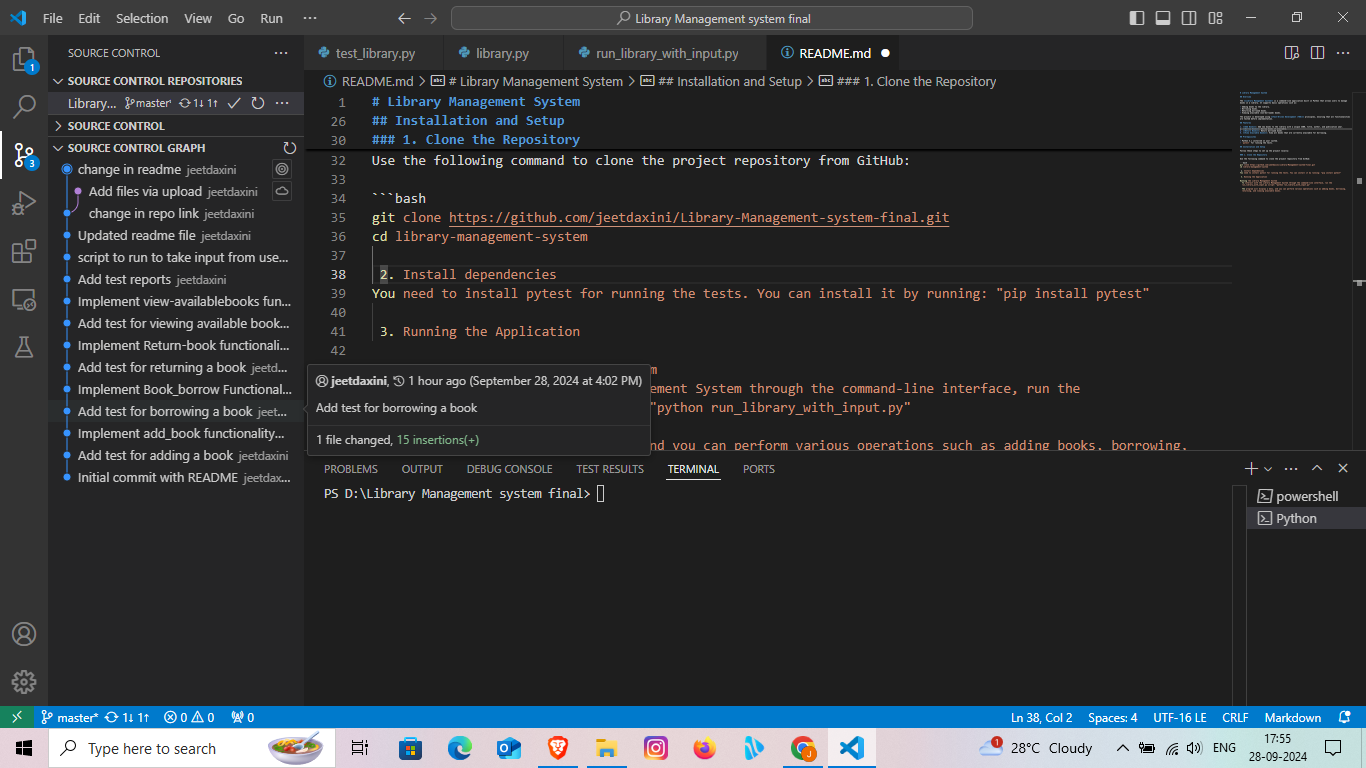 File Edit Selection View Go Run ···
Library Management system final
SOURCE CONTROL ···
SOURCE CONTROL REPOSITORIES
Library... master* 1↓ 1↑ ···
SOURCE CONTROL
SOURCE CONTROL GRAPH
change in readme jeetdaxini
Add files via upload jeetdaxini
change in repo link jeetdaxini
Updated readme file jeetdaxini
script to run to take input from use...
Add test reports jeetdaxini
Implement view-availablebooks fun...
Add test for viewing available book...
Implement Return-book functionali...
Add test for returning a book jeetd...
Implement Book_borrow Functional...
Add test for borrowing a book jeet...
Implement add_book functionality...
Add test for adding a book jeetdaxini
Initial commit with README jeetdax...
1
3
test_library.py library.py run_library_with_input.py README.md
README.md > # Library Management System > ## Installation and Setup > ### 1. Clone the Repository
1 # Library Management System
26 ## Installation and Setup
30 ### 1. Clone the Repository
32 Use the following command to clone the project repository from GitHub:
33
34 ```bash
35 git clone https://github.com/jeetdaxini/Library-Management-system-final.git
36 cd library-management-system
37
38 2. Install dependencies
39 You need to install pytest for running the tests. You can install it by running: "pip install pytest"
40
41 3. Running the Application
42
m
ement System through the command-line interface, run the
"python run_library_with_input.py"
nd you can perform various operations such as adding books, borrowing,
jeetdaxini, 1 hour ago (September 28, 2024 at 4:02 PM)
Add test for borrowing a book
1 file changed, 15 insertions(+)
PROBLEMS OUTPUT DEBUG CONSOLE TEST RESULTS TERMINAL PORTS
PS D:\Library Management system final>
powershell
Python
master* 1↓ 1↑ 0 0 0 Ln 38, Col 2 Spaces: 4 UTF-16 LE CRLF Markdown
Type here to search 1 28°C Cloudy ENG 17:55
28-09-2024